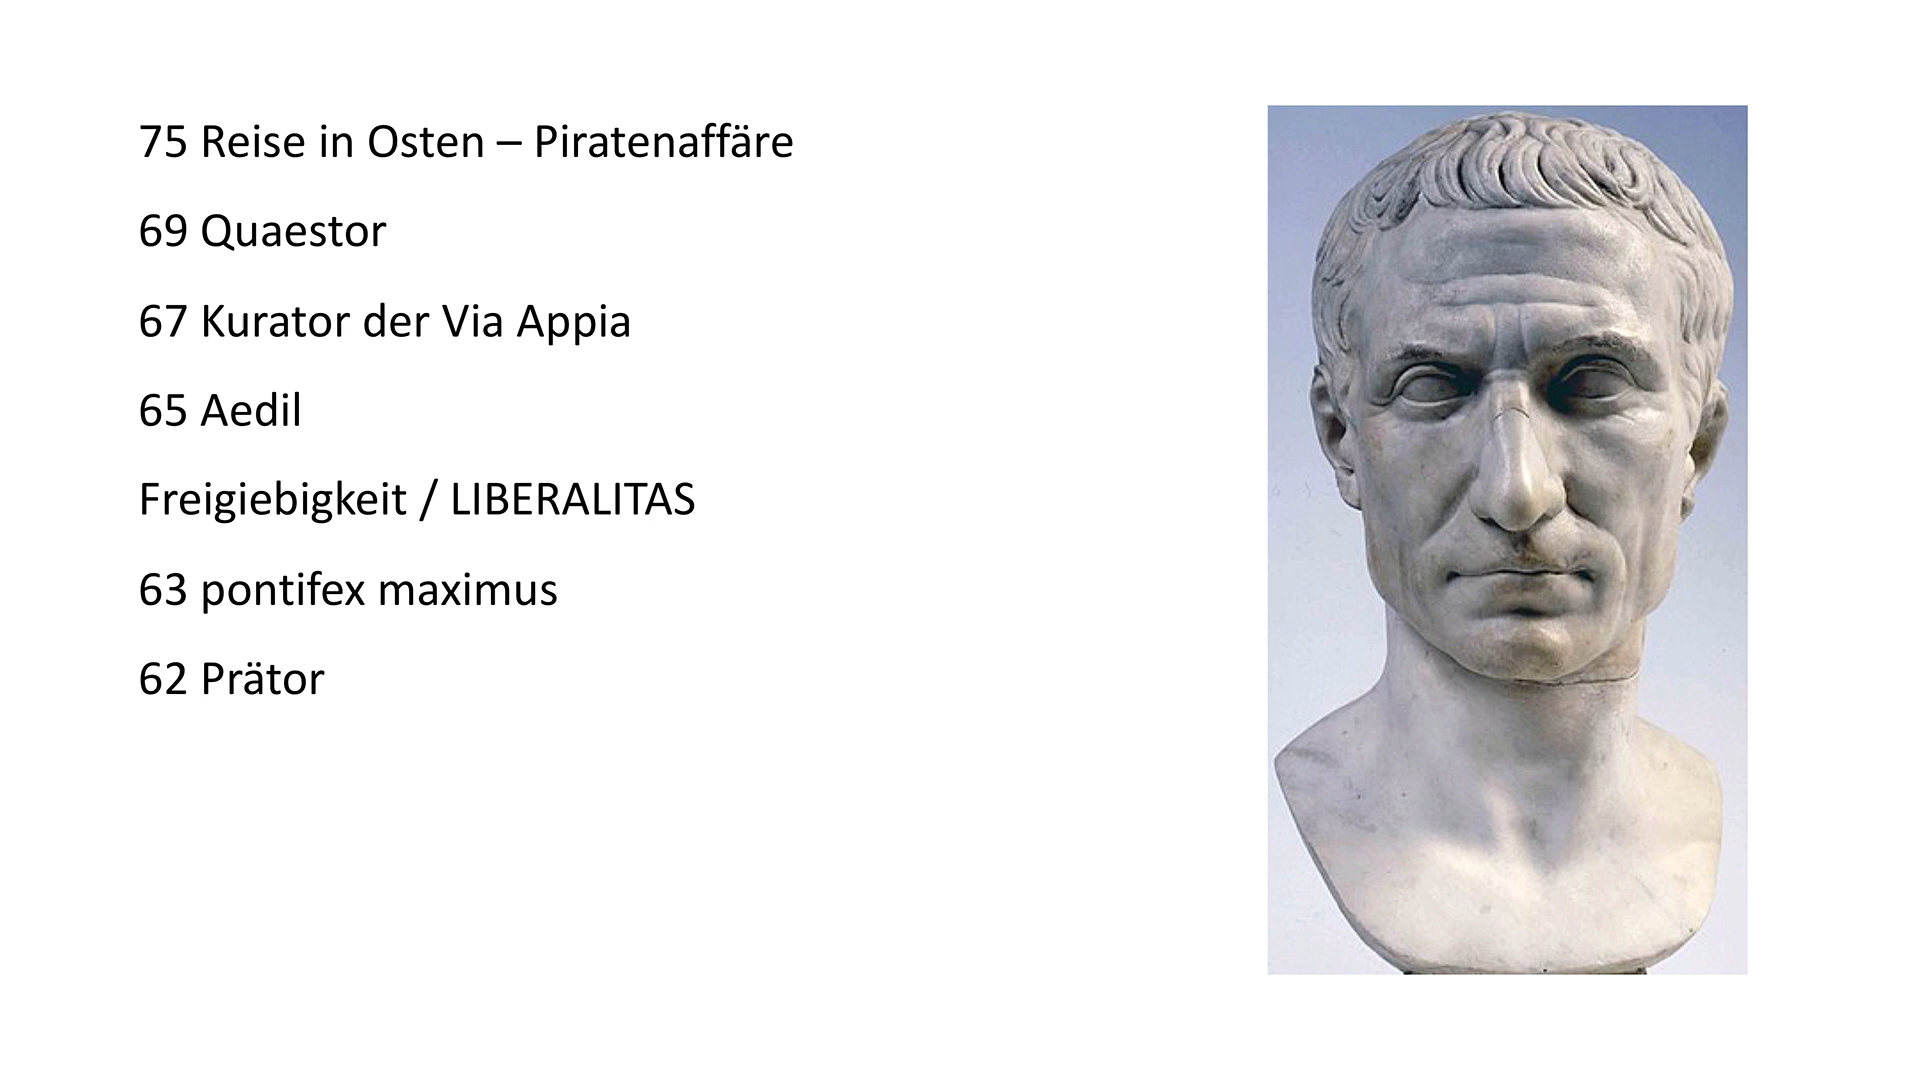 75 Reise in Osten – Piratenaffäre
69 Quaestor
67 Kurator der Via Appia
65 Aedil
Freigiebigkeit / LIBERALITAS
63 pontifex maximus
62 Prätor